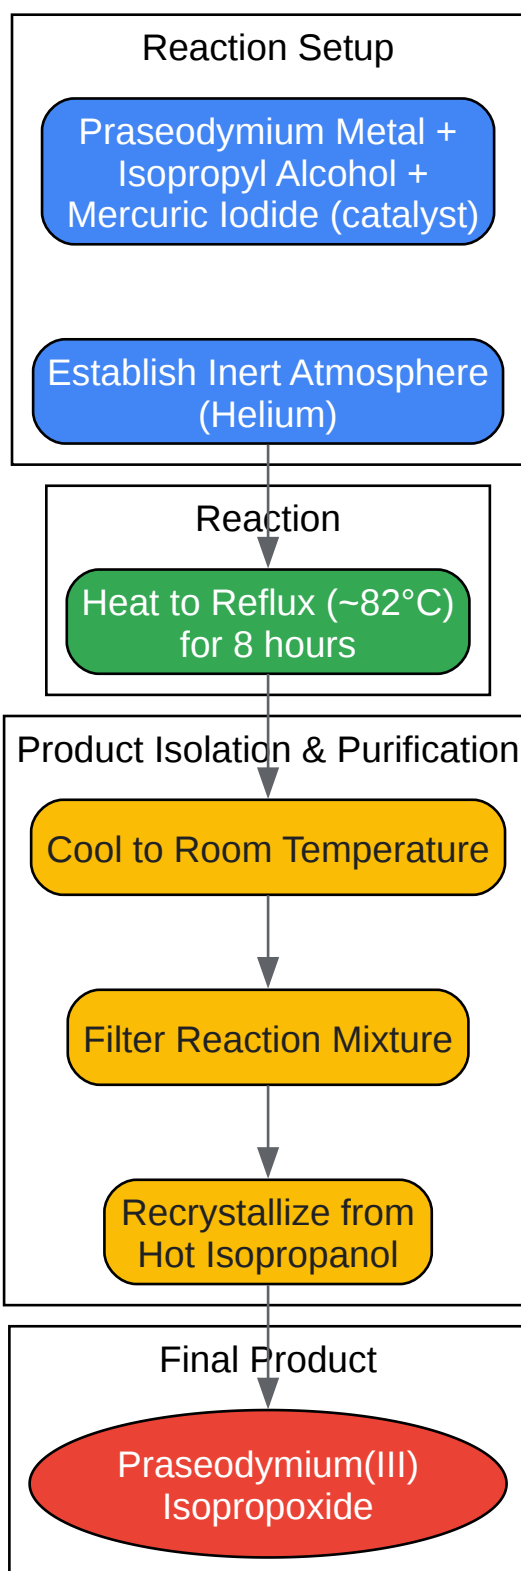 Reaction Setup
Praseodymium Metal +
Isopropyl Alcohol +
Mercuric Iodide (catalyst)
Establish Inert Atmosphere
(Helium)
Reaction
Heat to Reflux (~82°C)
for 8 hours
Product Isolation & Purification
Cool to Room Temperature
Filter Reaction Mixture
Recrystallize from
Hot Isopropanol
Final Product
Praseodymium(III)
Isopropoxide